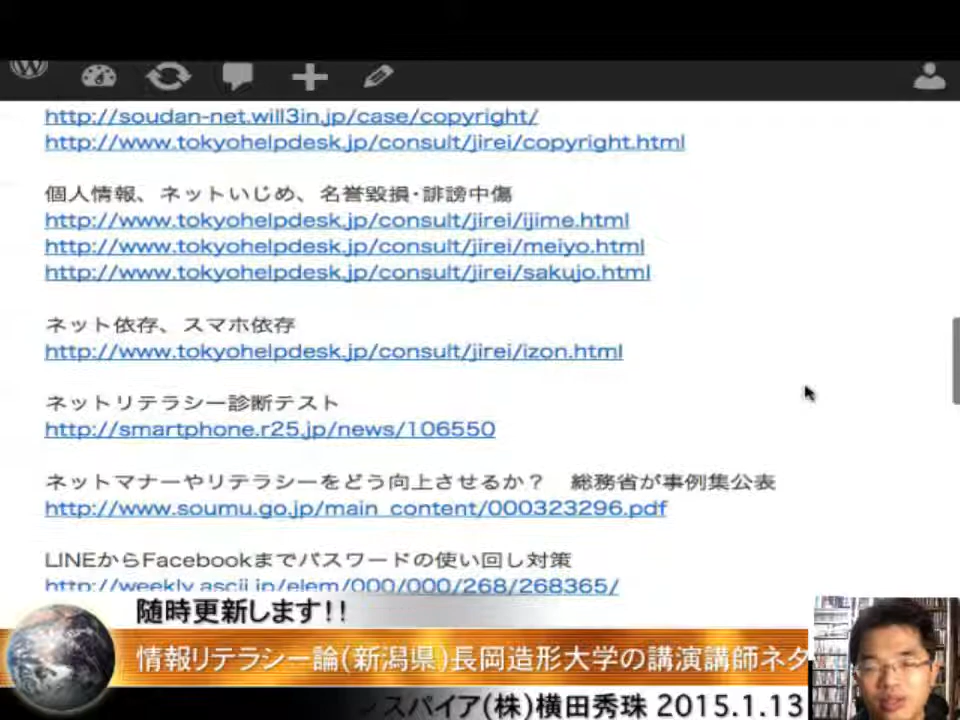 http://soudan-net.will3in.jp/case/copyright/
http://www.tokyohelpdesk.jp/consult/jirei/copyright.html
個人情報、ネットいじめ、名誉毀損･誹謗中傷
http://www.tokyohelpdesk.jp/consult/jirei/ijime.html
http://www.tokyohelpdesk.jp/consult/jirei/meiyo.html
http://www.tokyohelpdesk.jp/consult/jirei/sakujo.html
ネット依存、スマホ依存
http://www.tokyohelpdesk.jp/consult/jirei/izon.html
ネットリテラシー診断テスト
http://smartphone.r25.jp/news/106550
ネットマナーやリテラシーをどう向上させるか？　総務省が事例集公表
http://www.soumu.go.jp/main_content/000323296.pdf
LINEからFacebookまでパスワードの使い回し対策
http://weekly.ascii.jp/elem/000/000/268/268365/
随時更新します!!
情報リテラシー論(新潟県)長岡造形大学の講演講師ネタ
スパイア(株)横田秀珠 2015.1.13